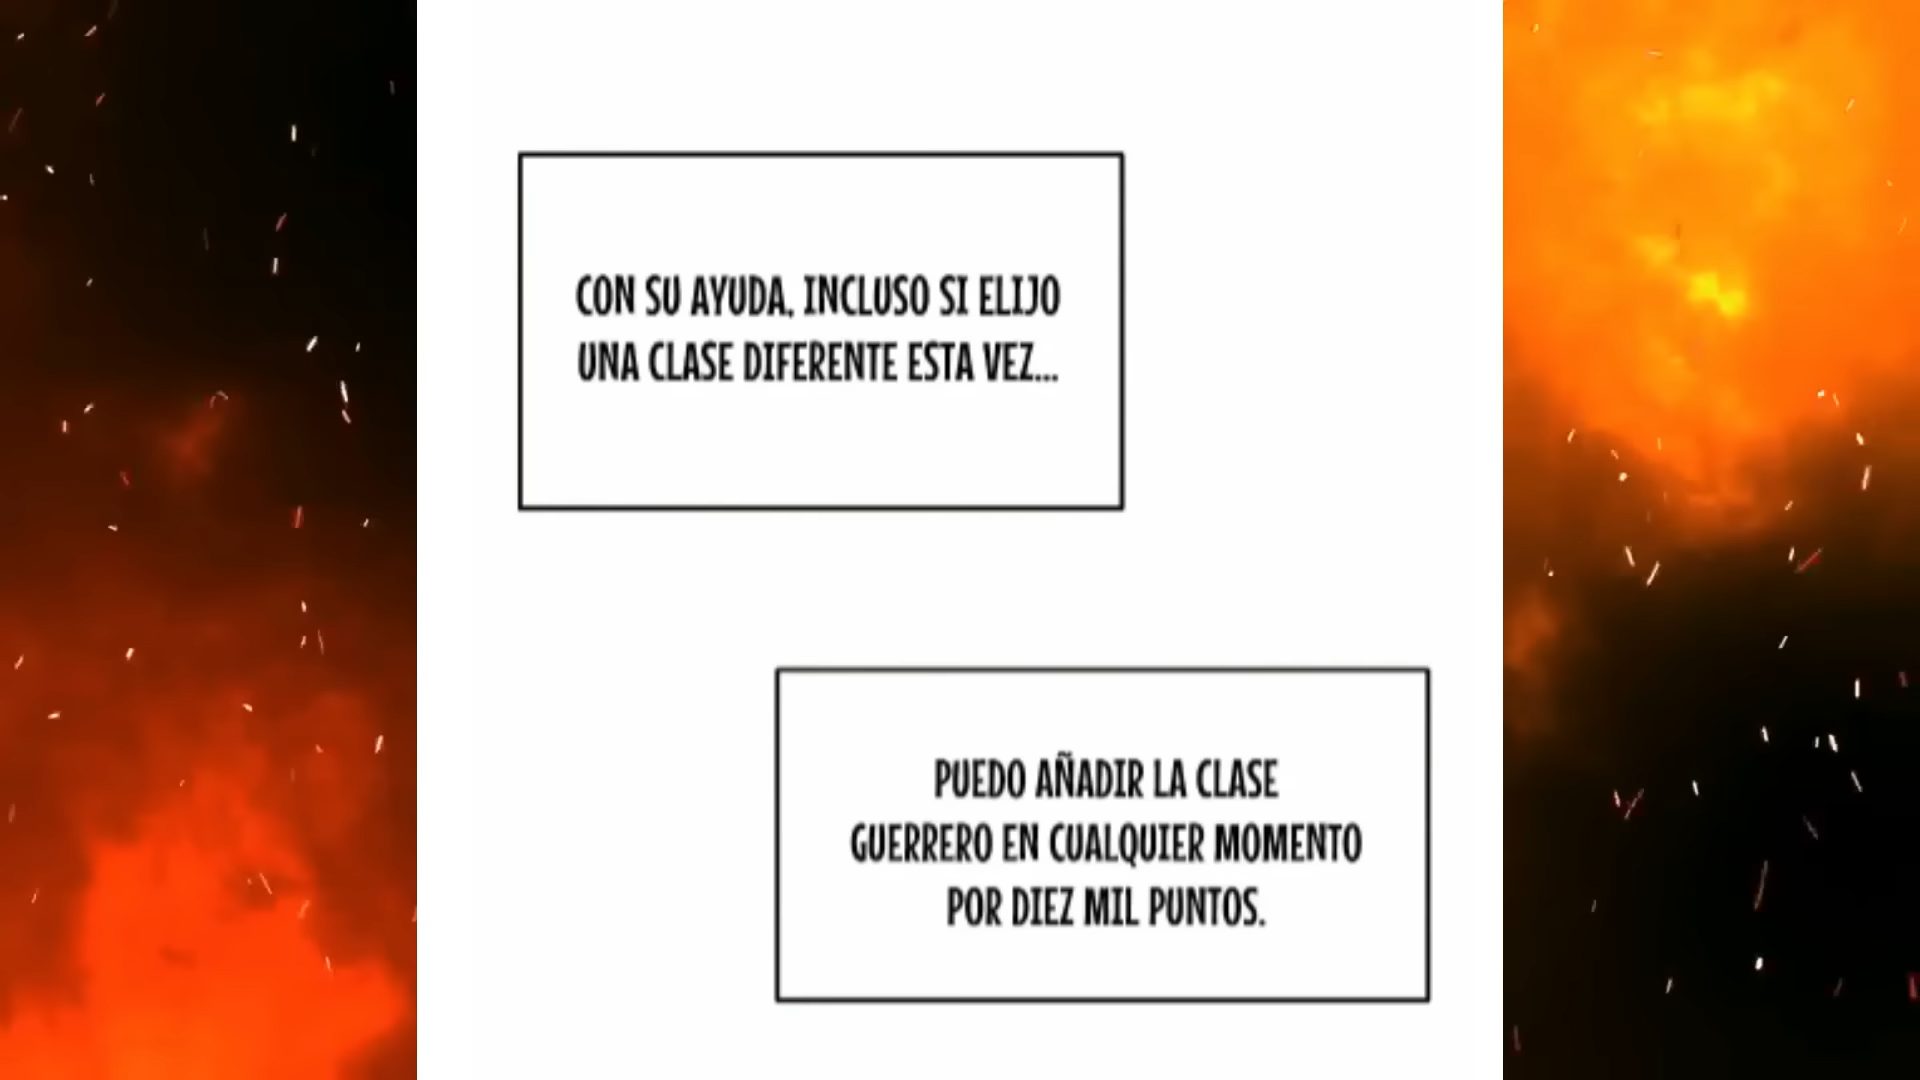 CON SU AYUDA, INCLUSO SI ELIJO
UNA CLASE DIFERENTE ESTA VEZ...
PUEDO AÑADIR LA CLASE
GUERRERO EN CUALQUIER MOMENTO
POR DIEZ MIL PUNTOS.